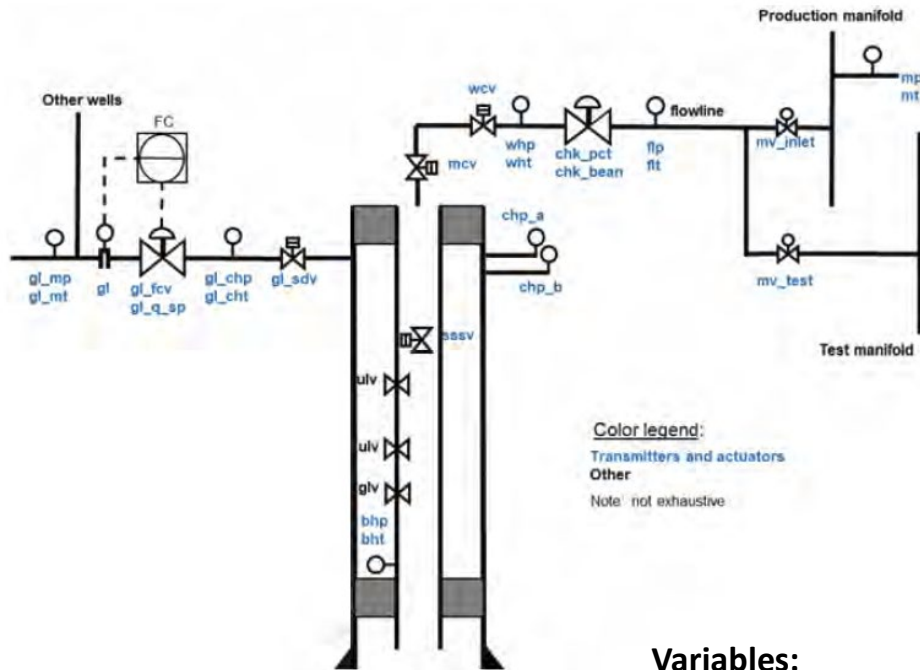 Production manifold
mp
mt
Other wells
FC
wcv
flowline
whp
wht
chk_pct
chk_bean
flp
flt
mv_inlet
mcv
gl_mp
gl_mt
gl
gl_fcv
gl_q_sp
gl_chp
gl_cht
gl_sdv
chp_a
chp_b
mv_test
sssv
Test manifold
ulv
ulv
glv
bhp
bht
Color legend:
Transmitters and actuators
Other
Note not exhaustive
Variables: